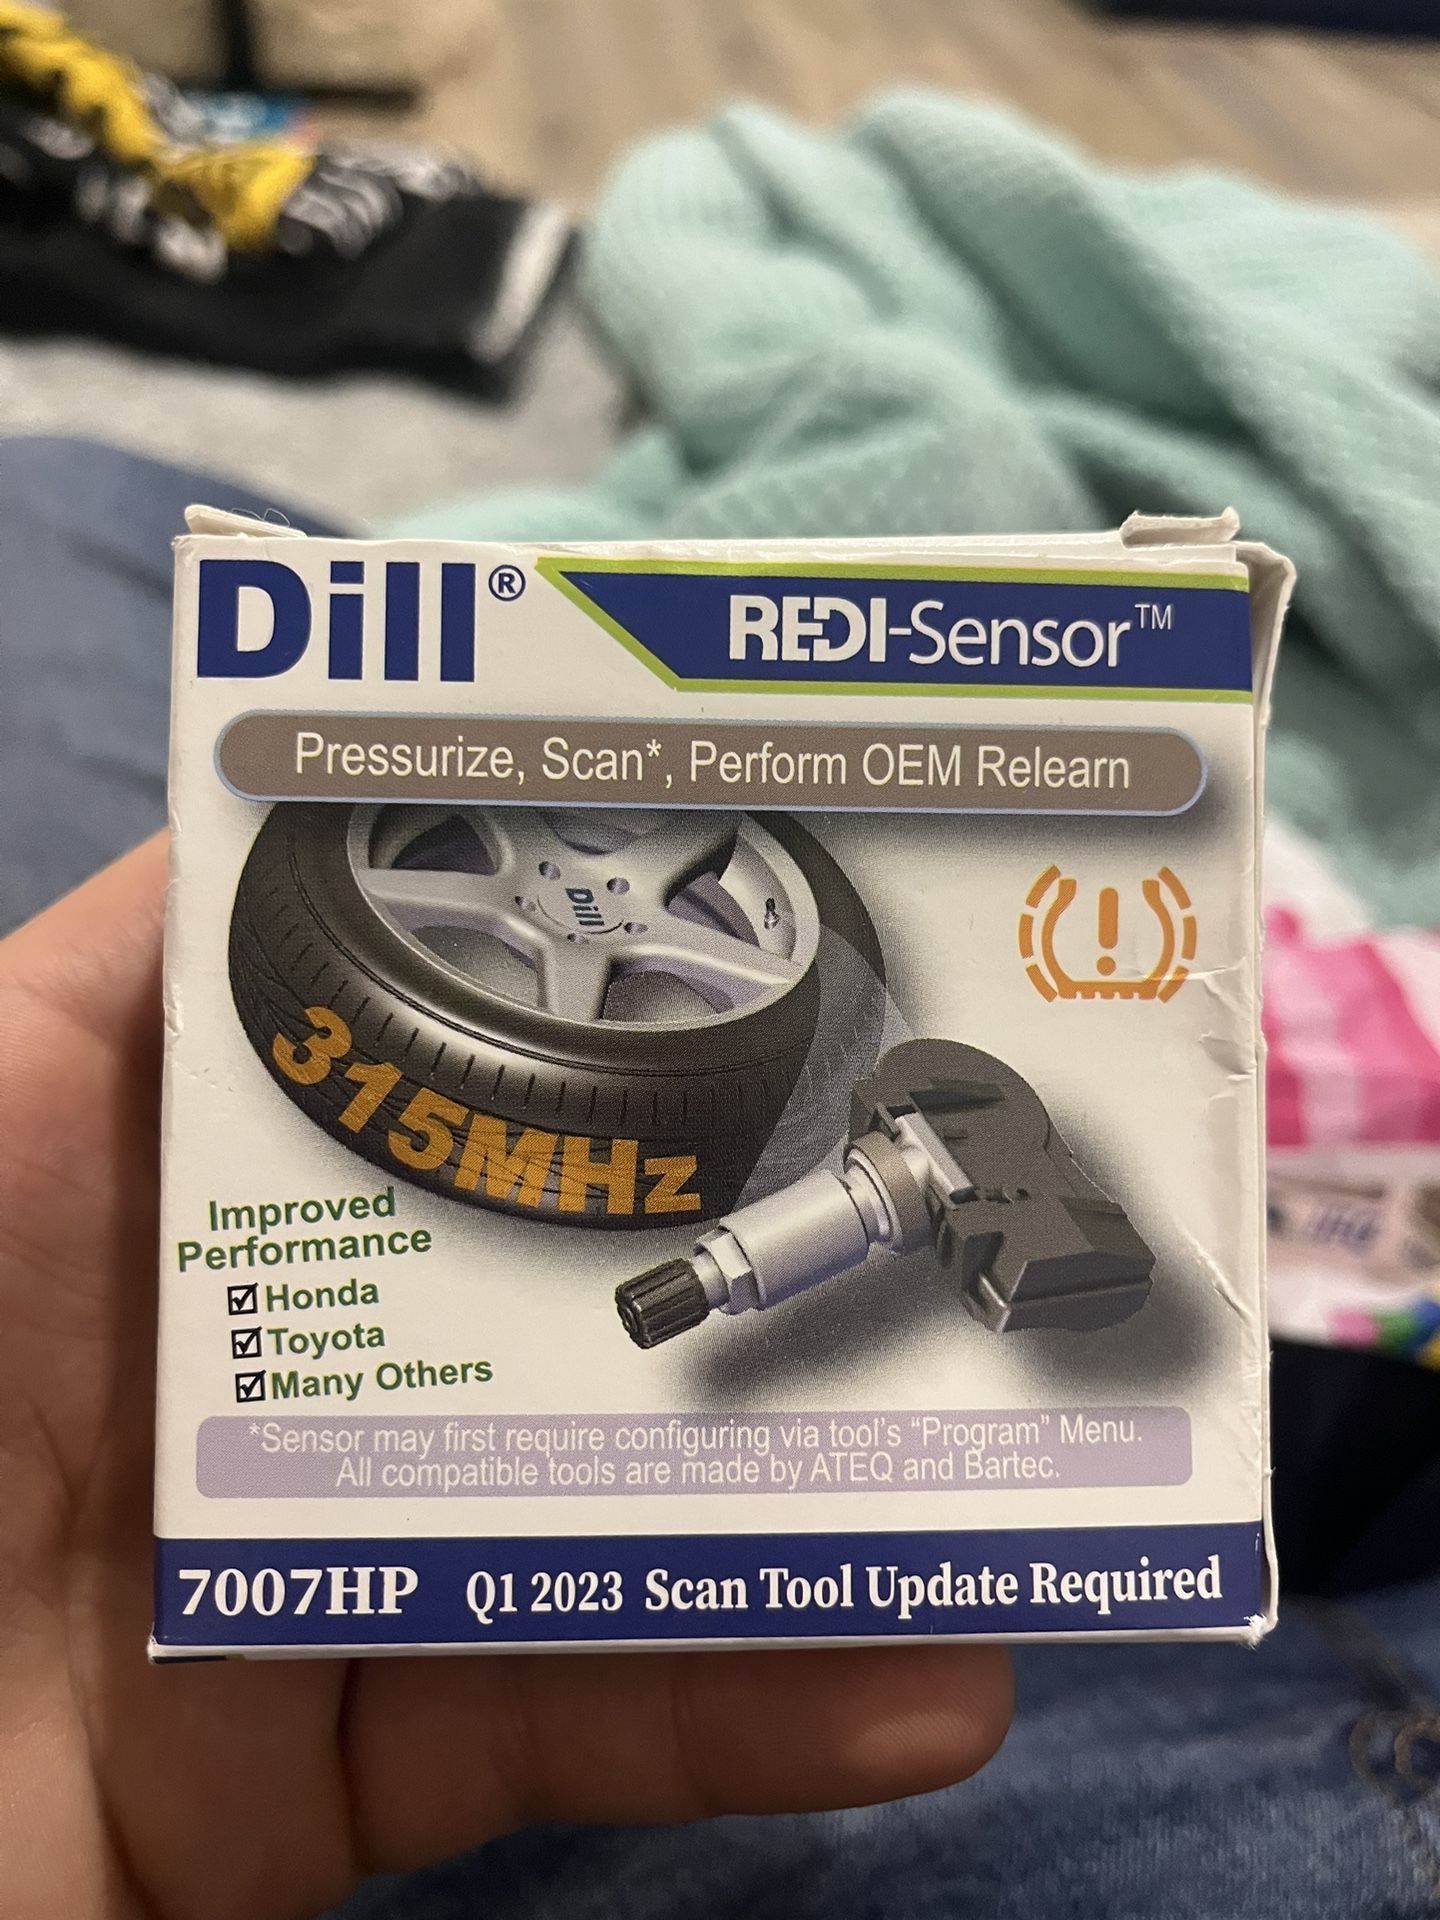 Dill®
REDI-Sensor™
Pressurize, Scan*, Perform OEM Relearn
Dill
315MHz
Improved
Performance
Honda
Toyota
Many Others
*Sensor may first require configuring via tool's “Program” Menu.
All compatible tools are made by ATEQ and Bartec.
7007HP Q1 2023 Scan Tool Update Required